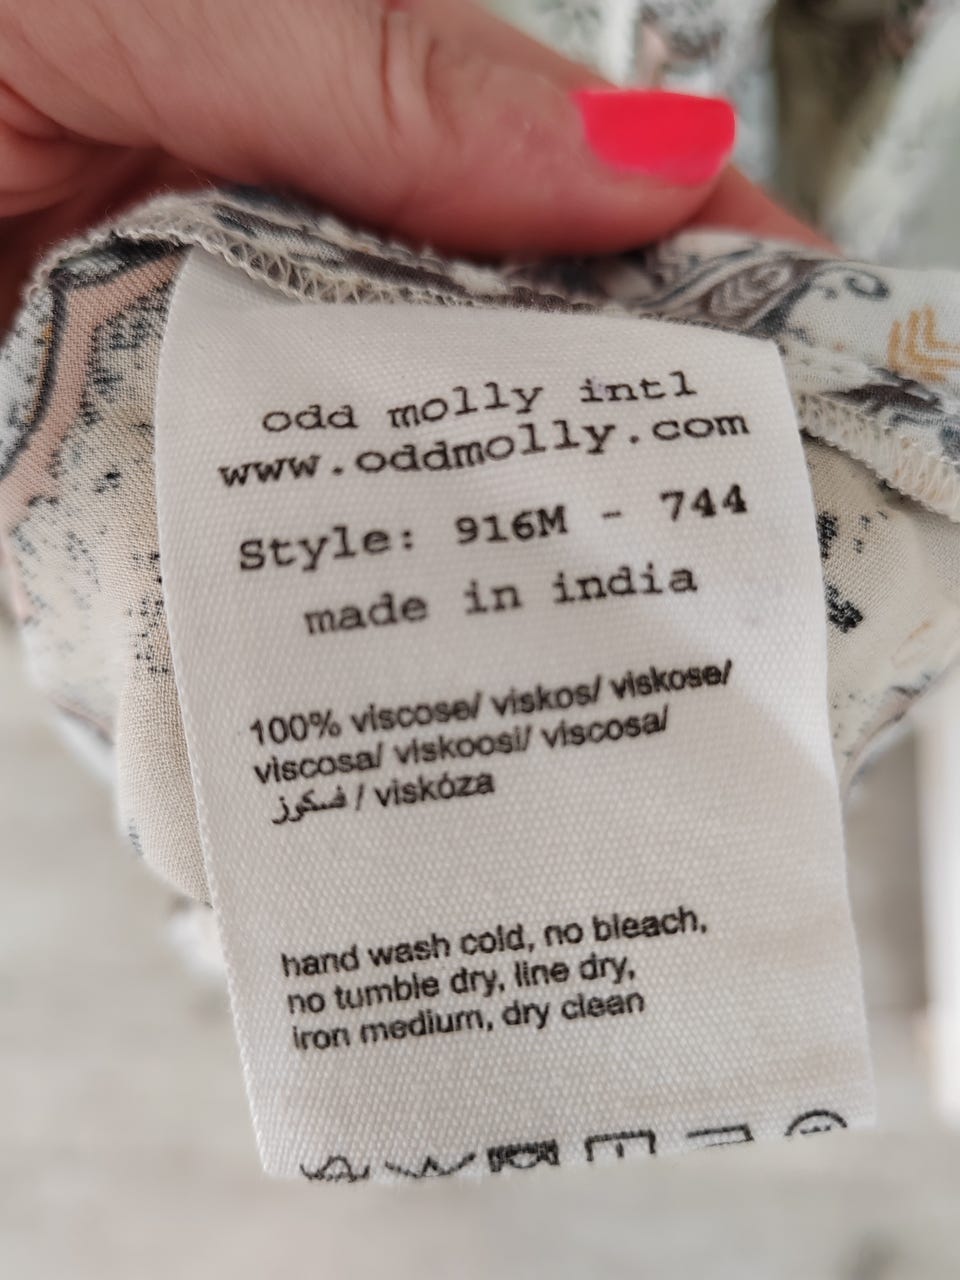 odd molly intl
www.oddmolly.com
Style: 916M - 744
made in india
100% viscose/ viskos/ viskose/
viscosa/ viskoosi/ viscosa/
فسكوز / viskóza
hand wash cold, no bleach,
no tumble dry, line dry,
iron medium, dry clean